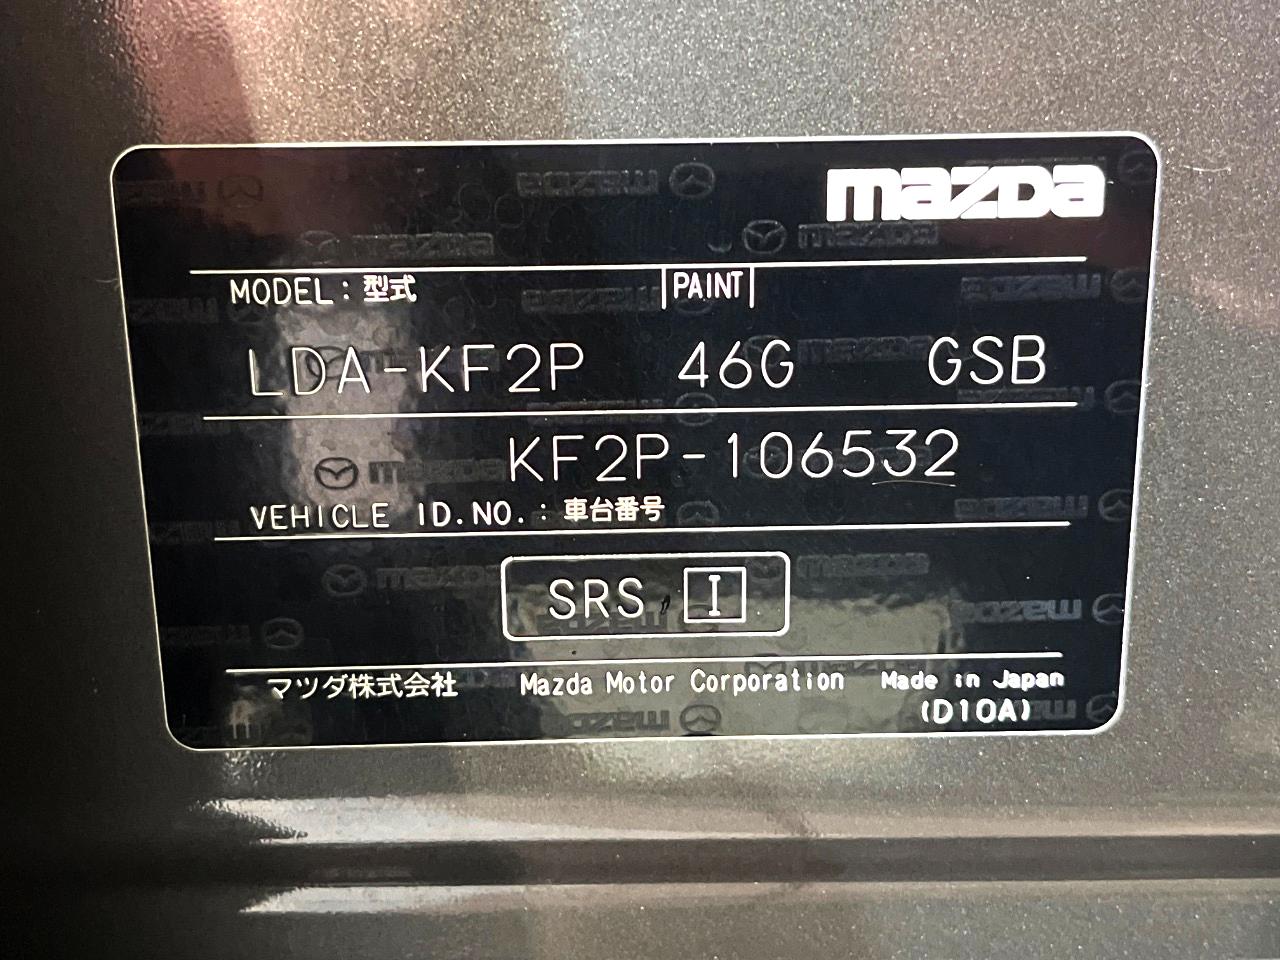 mazda
MODEL: 型式 PAINT
LDA-KF2P 46G GSB
KF2P-106532
VEHICLE ID.NO.: 車台番号
SRS I
マツダ株式会社 Mazda Motor Corporation Made in Japan
(D10A)